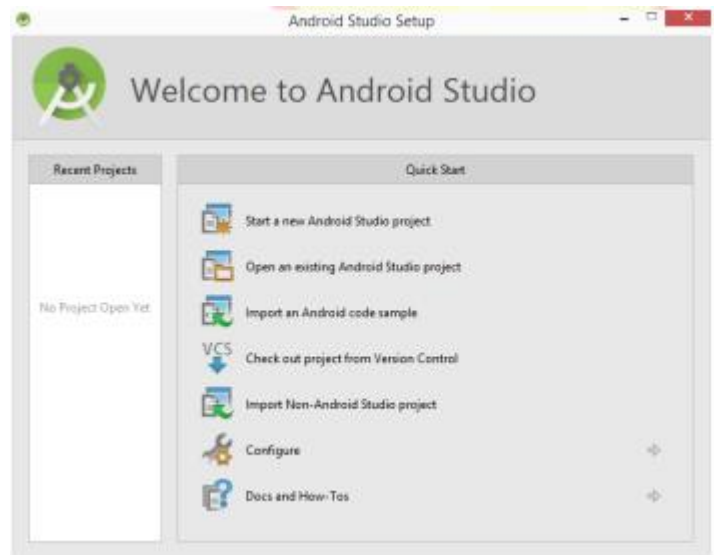 Android Studio Setup
Welcome to Android Studio
Recent Projects
No Project Open Yet
Quick Start
Start a new Android Studio project
Open an existing Android Studio project
Import an Android code sample
VCS
Check out project from Version Control
Import Non-Android Studio project
Configure
Docs and How-Tos